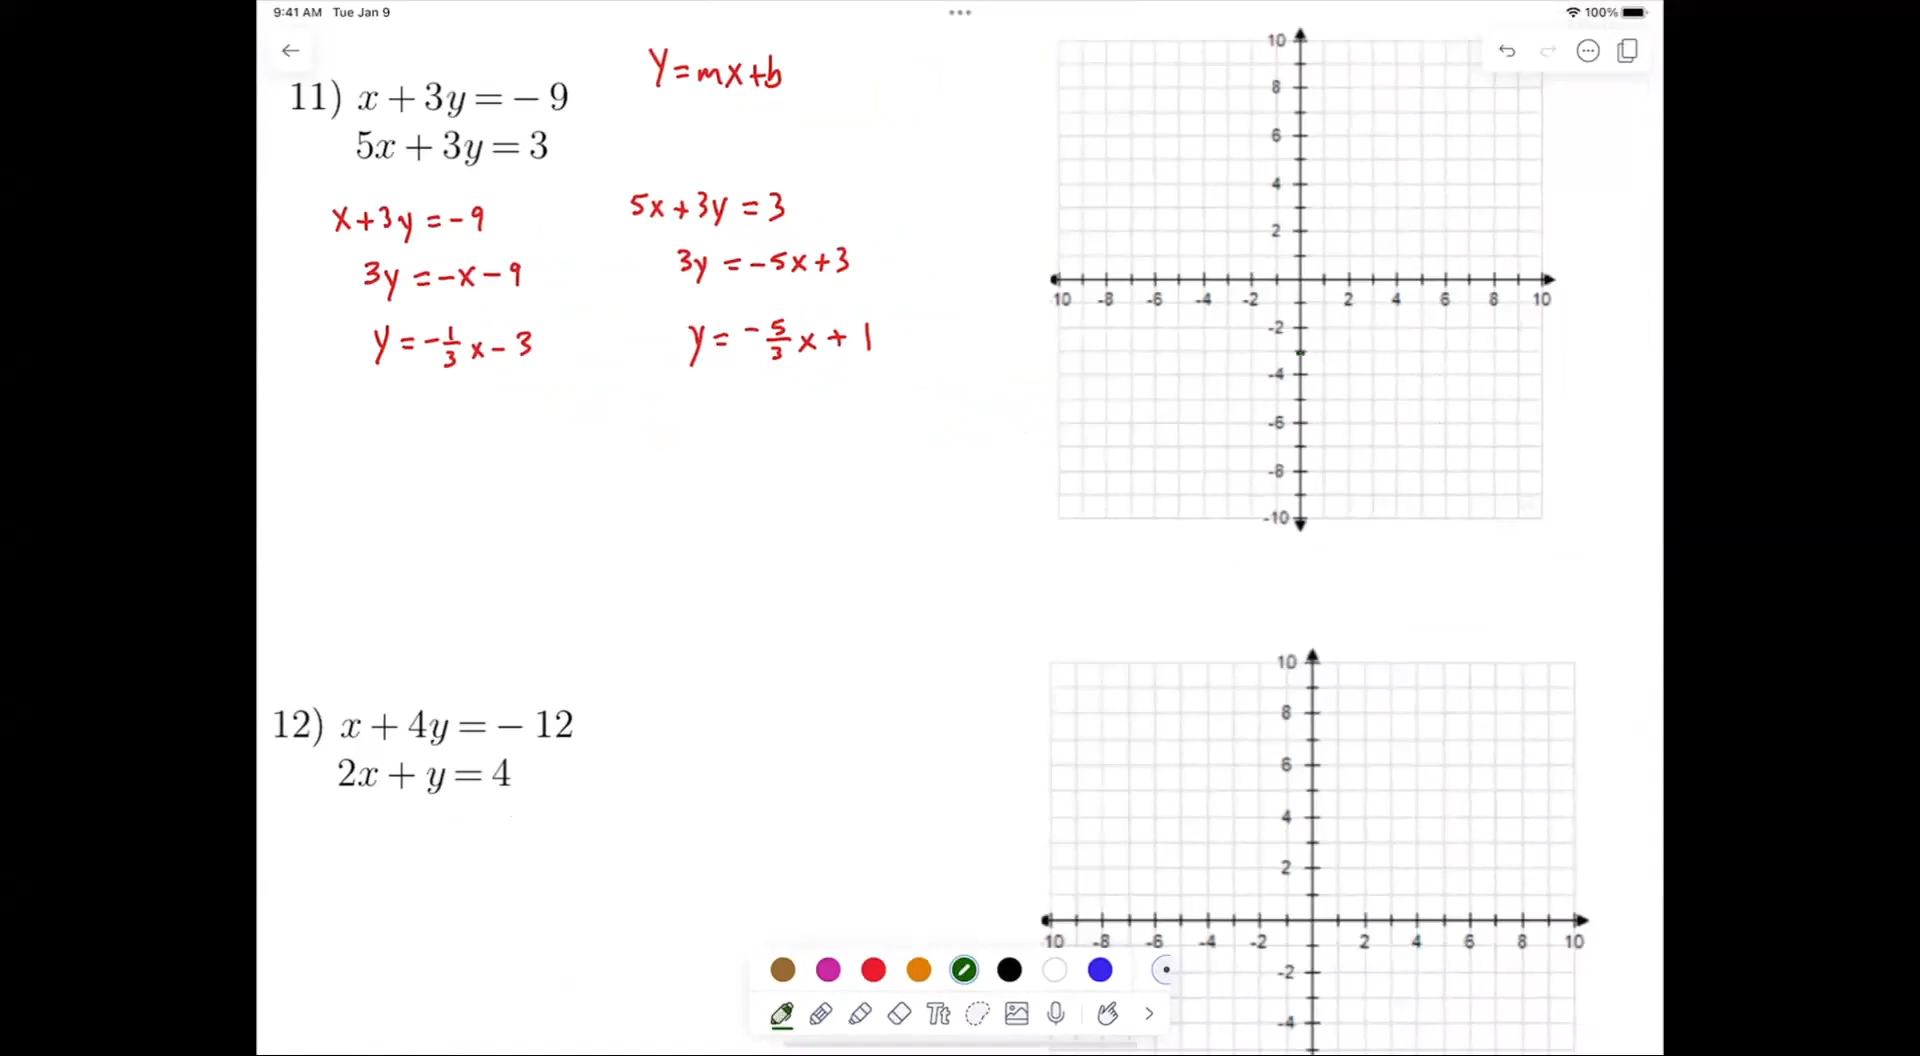 9:41 AM Tue Jan 9
100%
y = mx + b
11) x + 3y = − 9
5x + 3y = 3
x + 3y = - 9
3y = - x - 9
y = - 1/3 x - 3
5x + 3y = 3
3y = - 5x + 3
y = - 5/3 x + 1
10
8
6
4
2
10 -8 -6 -4 -2 2 4 6 8 10
-2
-4
-6
-8
-10
12) x + 4y = − 12
2x + y = 4
10
8
6
4
2
10 -8 -6 -4 -2 2 4 6 8 10
-2
-4
Tt